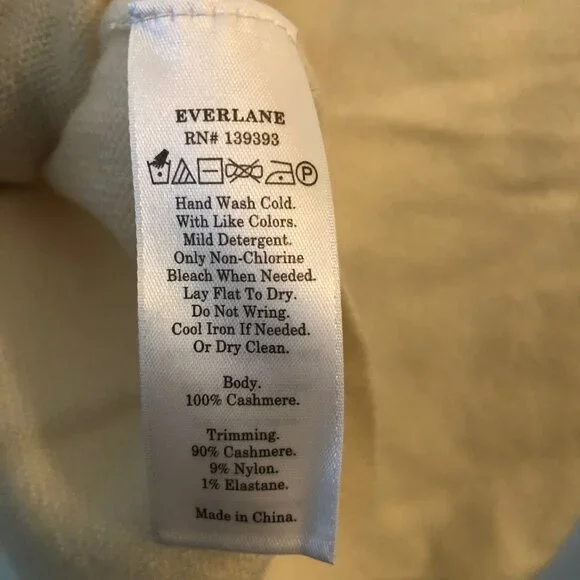 EVERLANE
RN# 139393
P
Hand Wash Cold.
With Like Colors.
Mild Detergent.
Only Non-Chlorine
Bleach When Needed.
Lay Flat To Dry.
Do Not Wring.
Cool Iron If Needed.
Or Dry Clean.
Body.
100% Cashmere.
Trimming.
90% Cashmere.
9% Nylon.
1% Elastane.
Made in China.